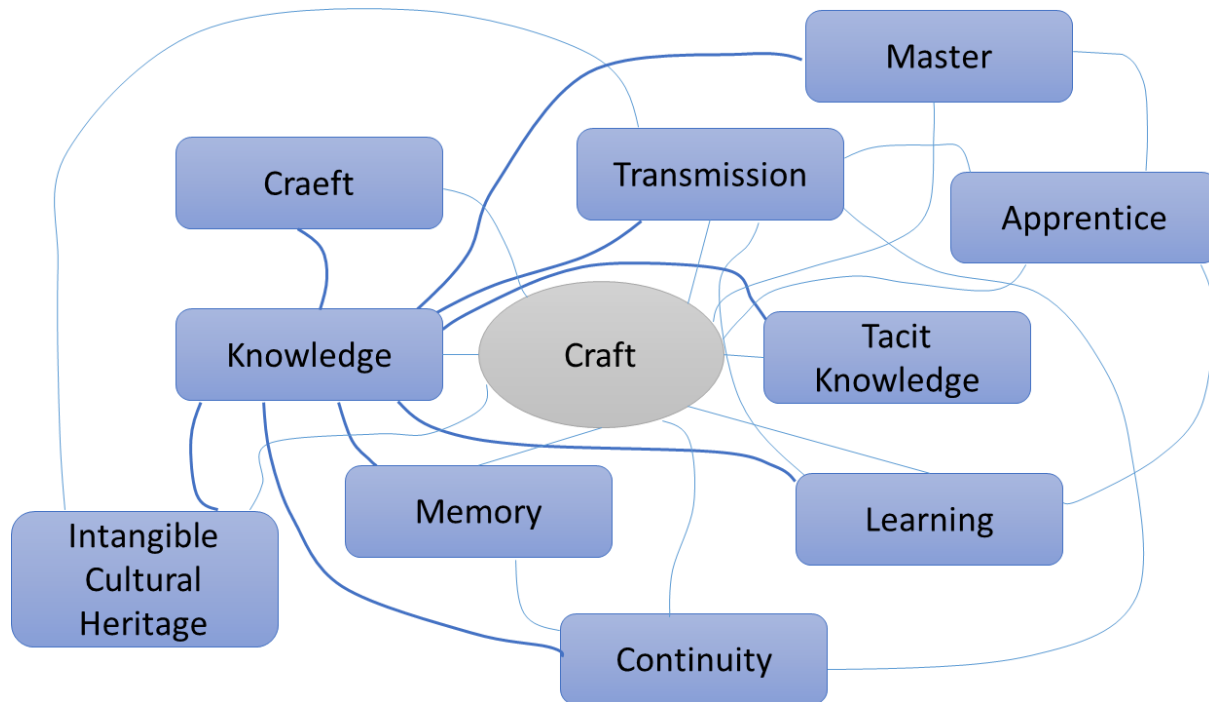 Master
Transmission
Craeft
Apprentice
Knowledge
Craft
Tacit
Knowledge
Memory
Learning
Intangible
Cultural
Heritage
Continuity